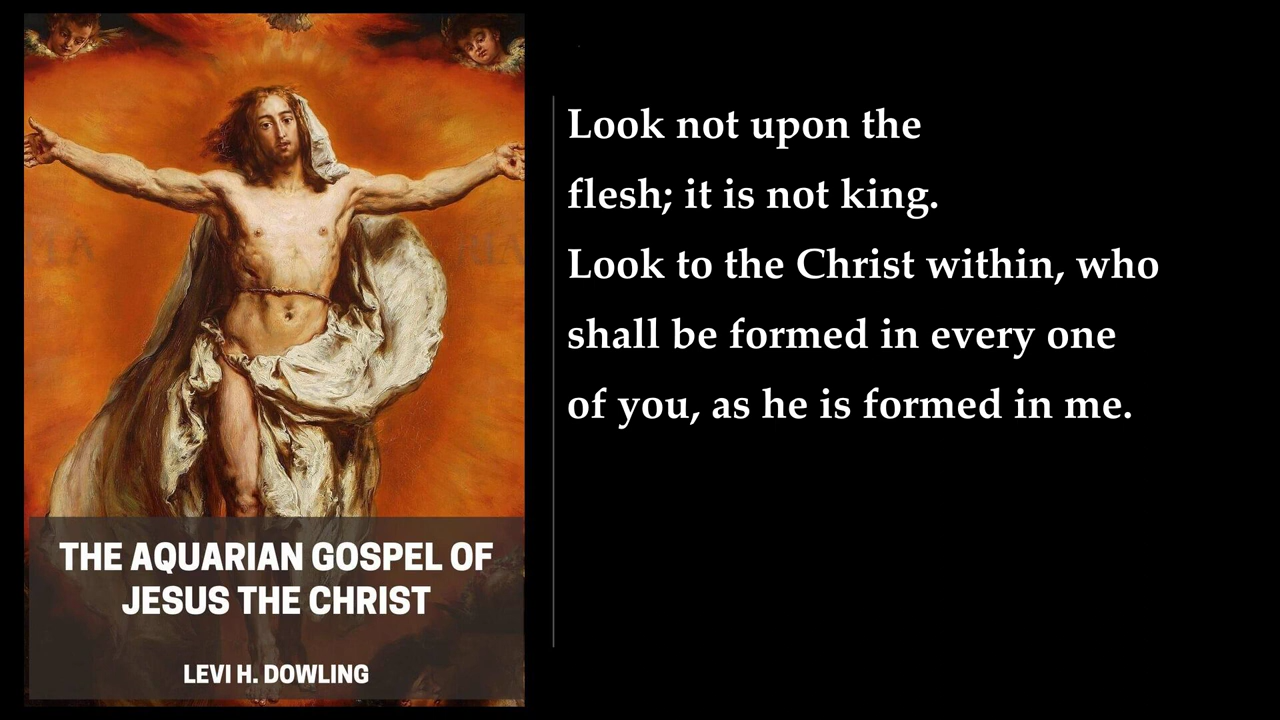 Look not upon the
flesh; it is not king.
Look to the Christ within, who
shall be formed in every one
of you, as he is formed in me.
THE AQUARIAN GOSPEL OF
JESUS THE CHRIST
LEVI H. DOWLING